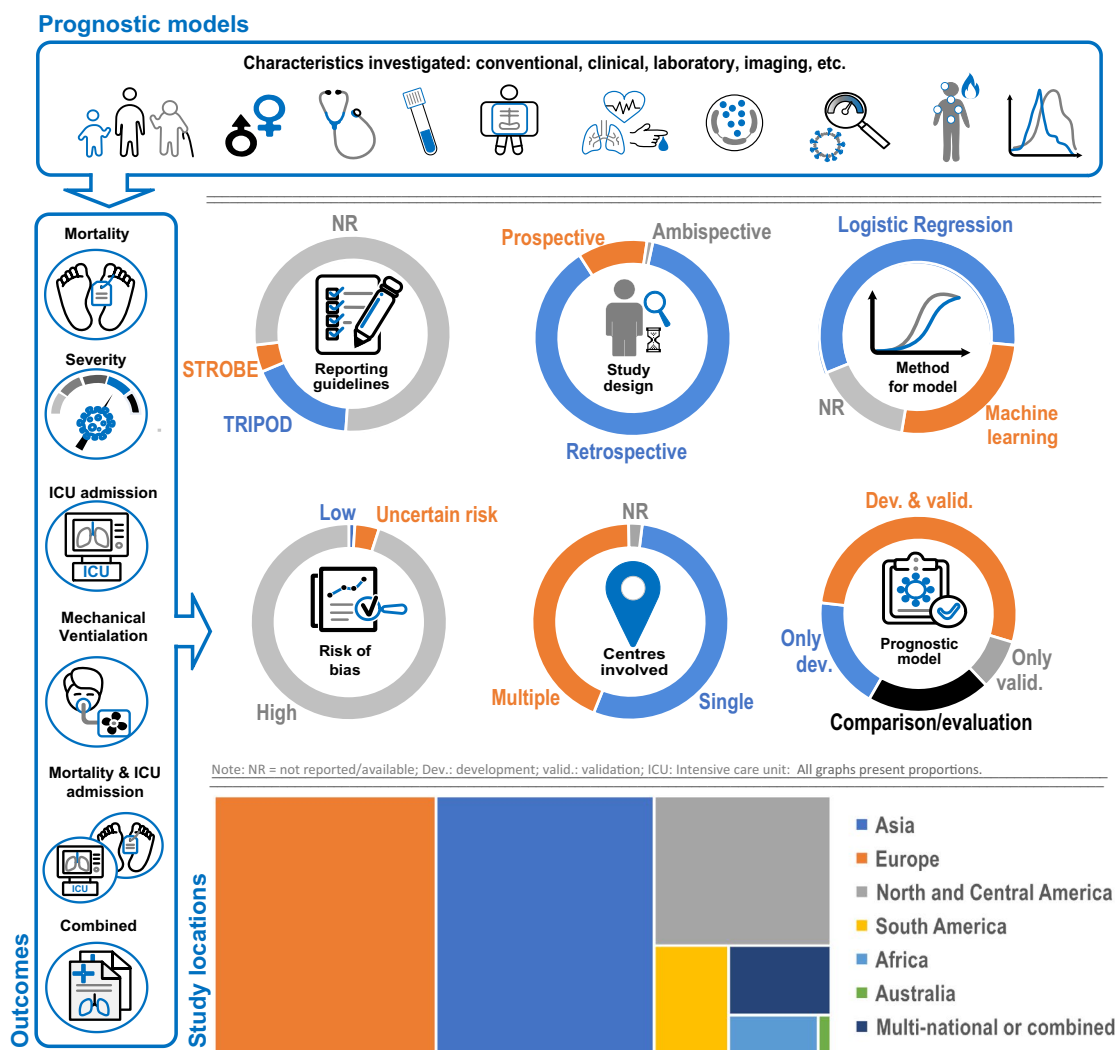 Prognostic models
Characteristics investigated: conventional, clinical, laboratory, imaging, etc.
Mortality
Severity
ICU admission
ICU
Mechanical
Ventialation
Mortality & ICU
admission
ICU
Combined
Outcomes
NR
STROBE
TRIPOD
Reporting
guidelines
Prospective
Ambispective
Study
design
Retrospective
Logistic Regression
Method
for model
NR
Machine
learning
Low
Uncertain risk
Risk of
bias
High
NR
Centres
involved
Multiple
Single
Dev. & valid.
Only
dev.
Prognostic
model
Only
valid.
Comparison/evaluation
Note: NR = not reported/available; Dev.: development; valid.: validation; ICU: Intensive care unit: All graphs present proportions.
Study locations
Asia
Europe
North and Central America
South America
Africa
Australia
Multi-national or combined